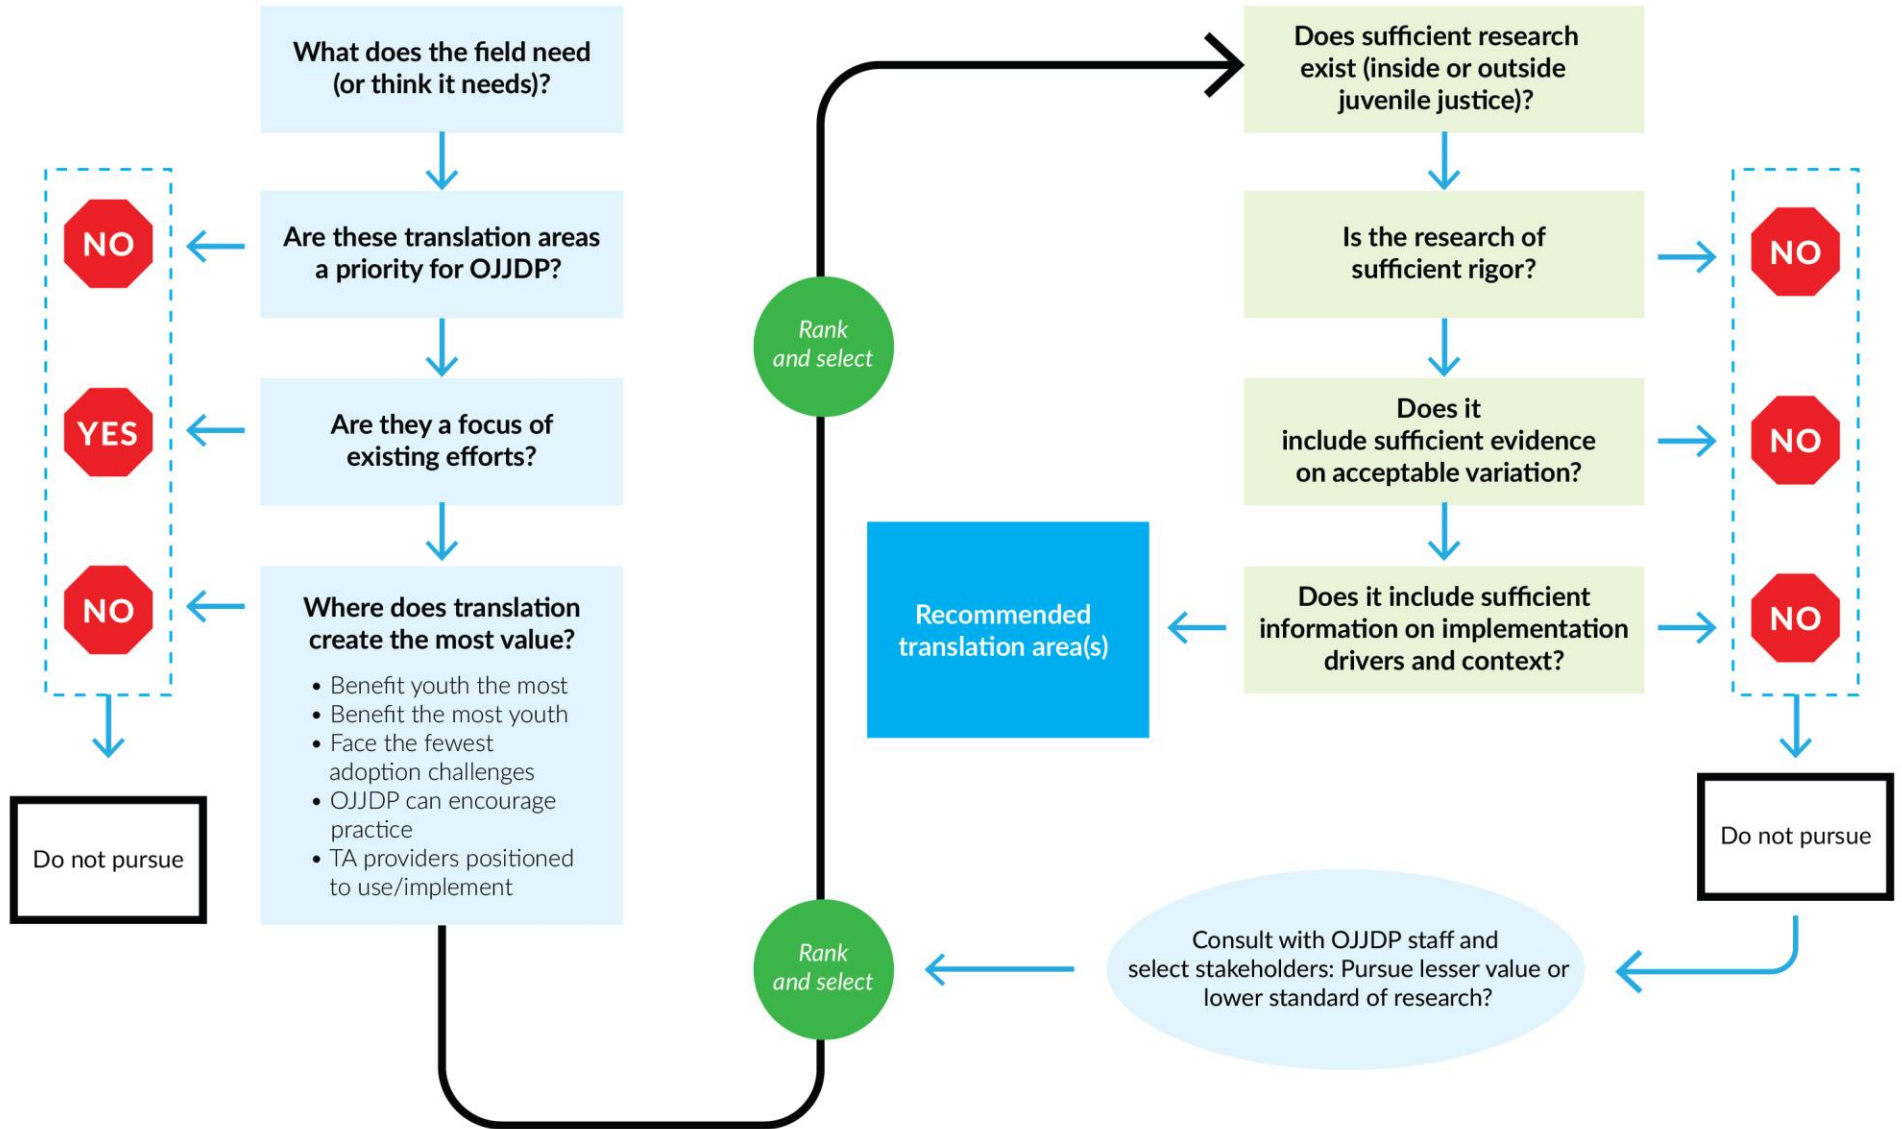 What does the field need
(or think it needs)?
NO
Are these translation areas
a priority for OJJDP?
YES
Are they a focus of
existing efforts?
NO
Where does translation
create the most value?
• Benefit youth the most
• Benefit the most youth
• Face the fewest
adoption challenges
• OJJDP can encourage
practice
• TA providers positioned
to use/implement
Do not pursue
Rank
and select
Rank
and select
Does sufficient research
exist (inside or outside
juvenile justice)?
Is the research of
sufficient rigor?
NO
Does it
include sufficient evidence
on acceptable variation?
NO
Does it include sufficient
information on implementation
drivers and context?
NO
Recommended
translation area(s)
Do not pursue
Consult with OJJDP staff and
select stakeholders: Pursue lesser value or
lower standard of research?